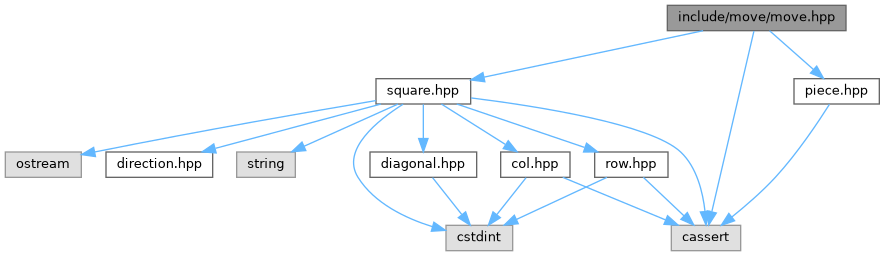 include/move/move.hpp
square.hpp
piece.hpp
ostream
direction.hpp
string
diagonal.hpp
col.hpp
row.hpp
cstdint
cassert